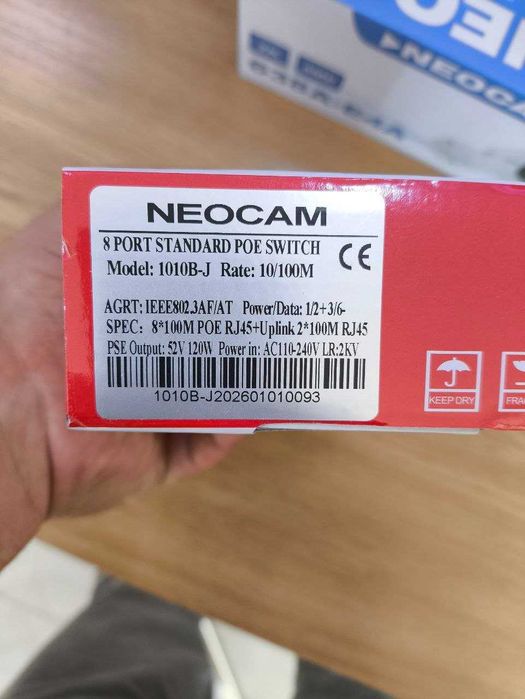 NEOCA
NEOCAM
8 PORT STANDARD POE SWITCH
Model: 1010B-J Rate: 10/100M
CE
AGRT: IEEE802.3AF/AT Power/Data: 1/2+3/6-
SPEC: 8*100M POE RJ45+Uplink 2*100M RJ45
PSE Output: 52V 120W Power in: AC110-240V LR:2KV
1010B-J202601010093
KEEP DRY
FRA